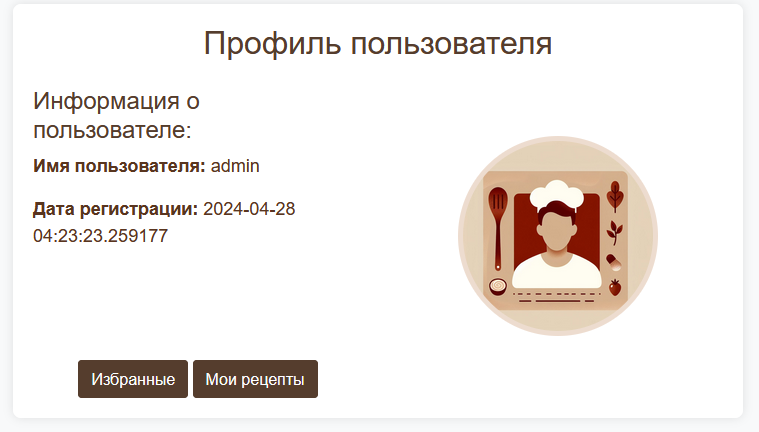 Профиль пользователя
Информация о
пользователе:
Имя пользователя: admin
Дата регистрации: 2024-04-28
04:23:23.259177
Избранные
Мои рецепты